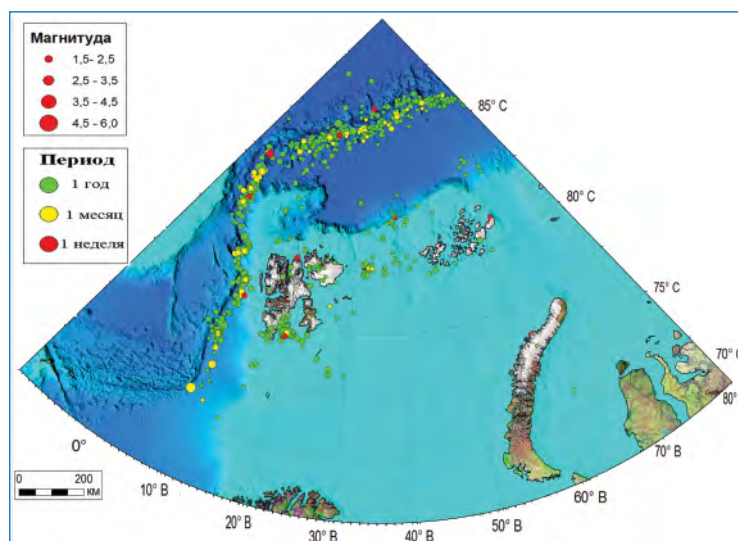 Магнитуда
1,5- 2,5
2,5 - 3,5
3,5 - 4,5
4,5 - 6,0
Период
1 год
1 месяц
1 неделя
85° С
80° С
75° С
70° С
80° В
70° В
60° В
50° В
40° В
30° В
20° В
10° В
0°
0 200
КМ